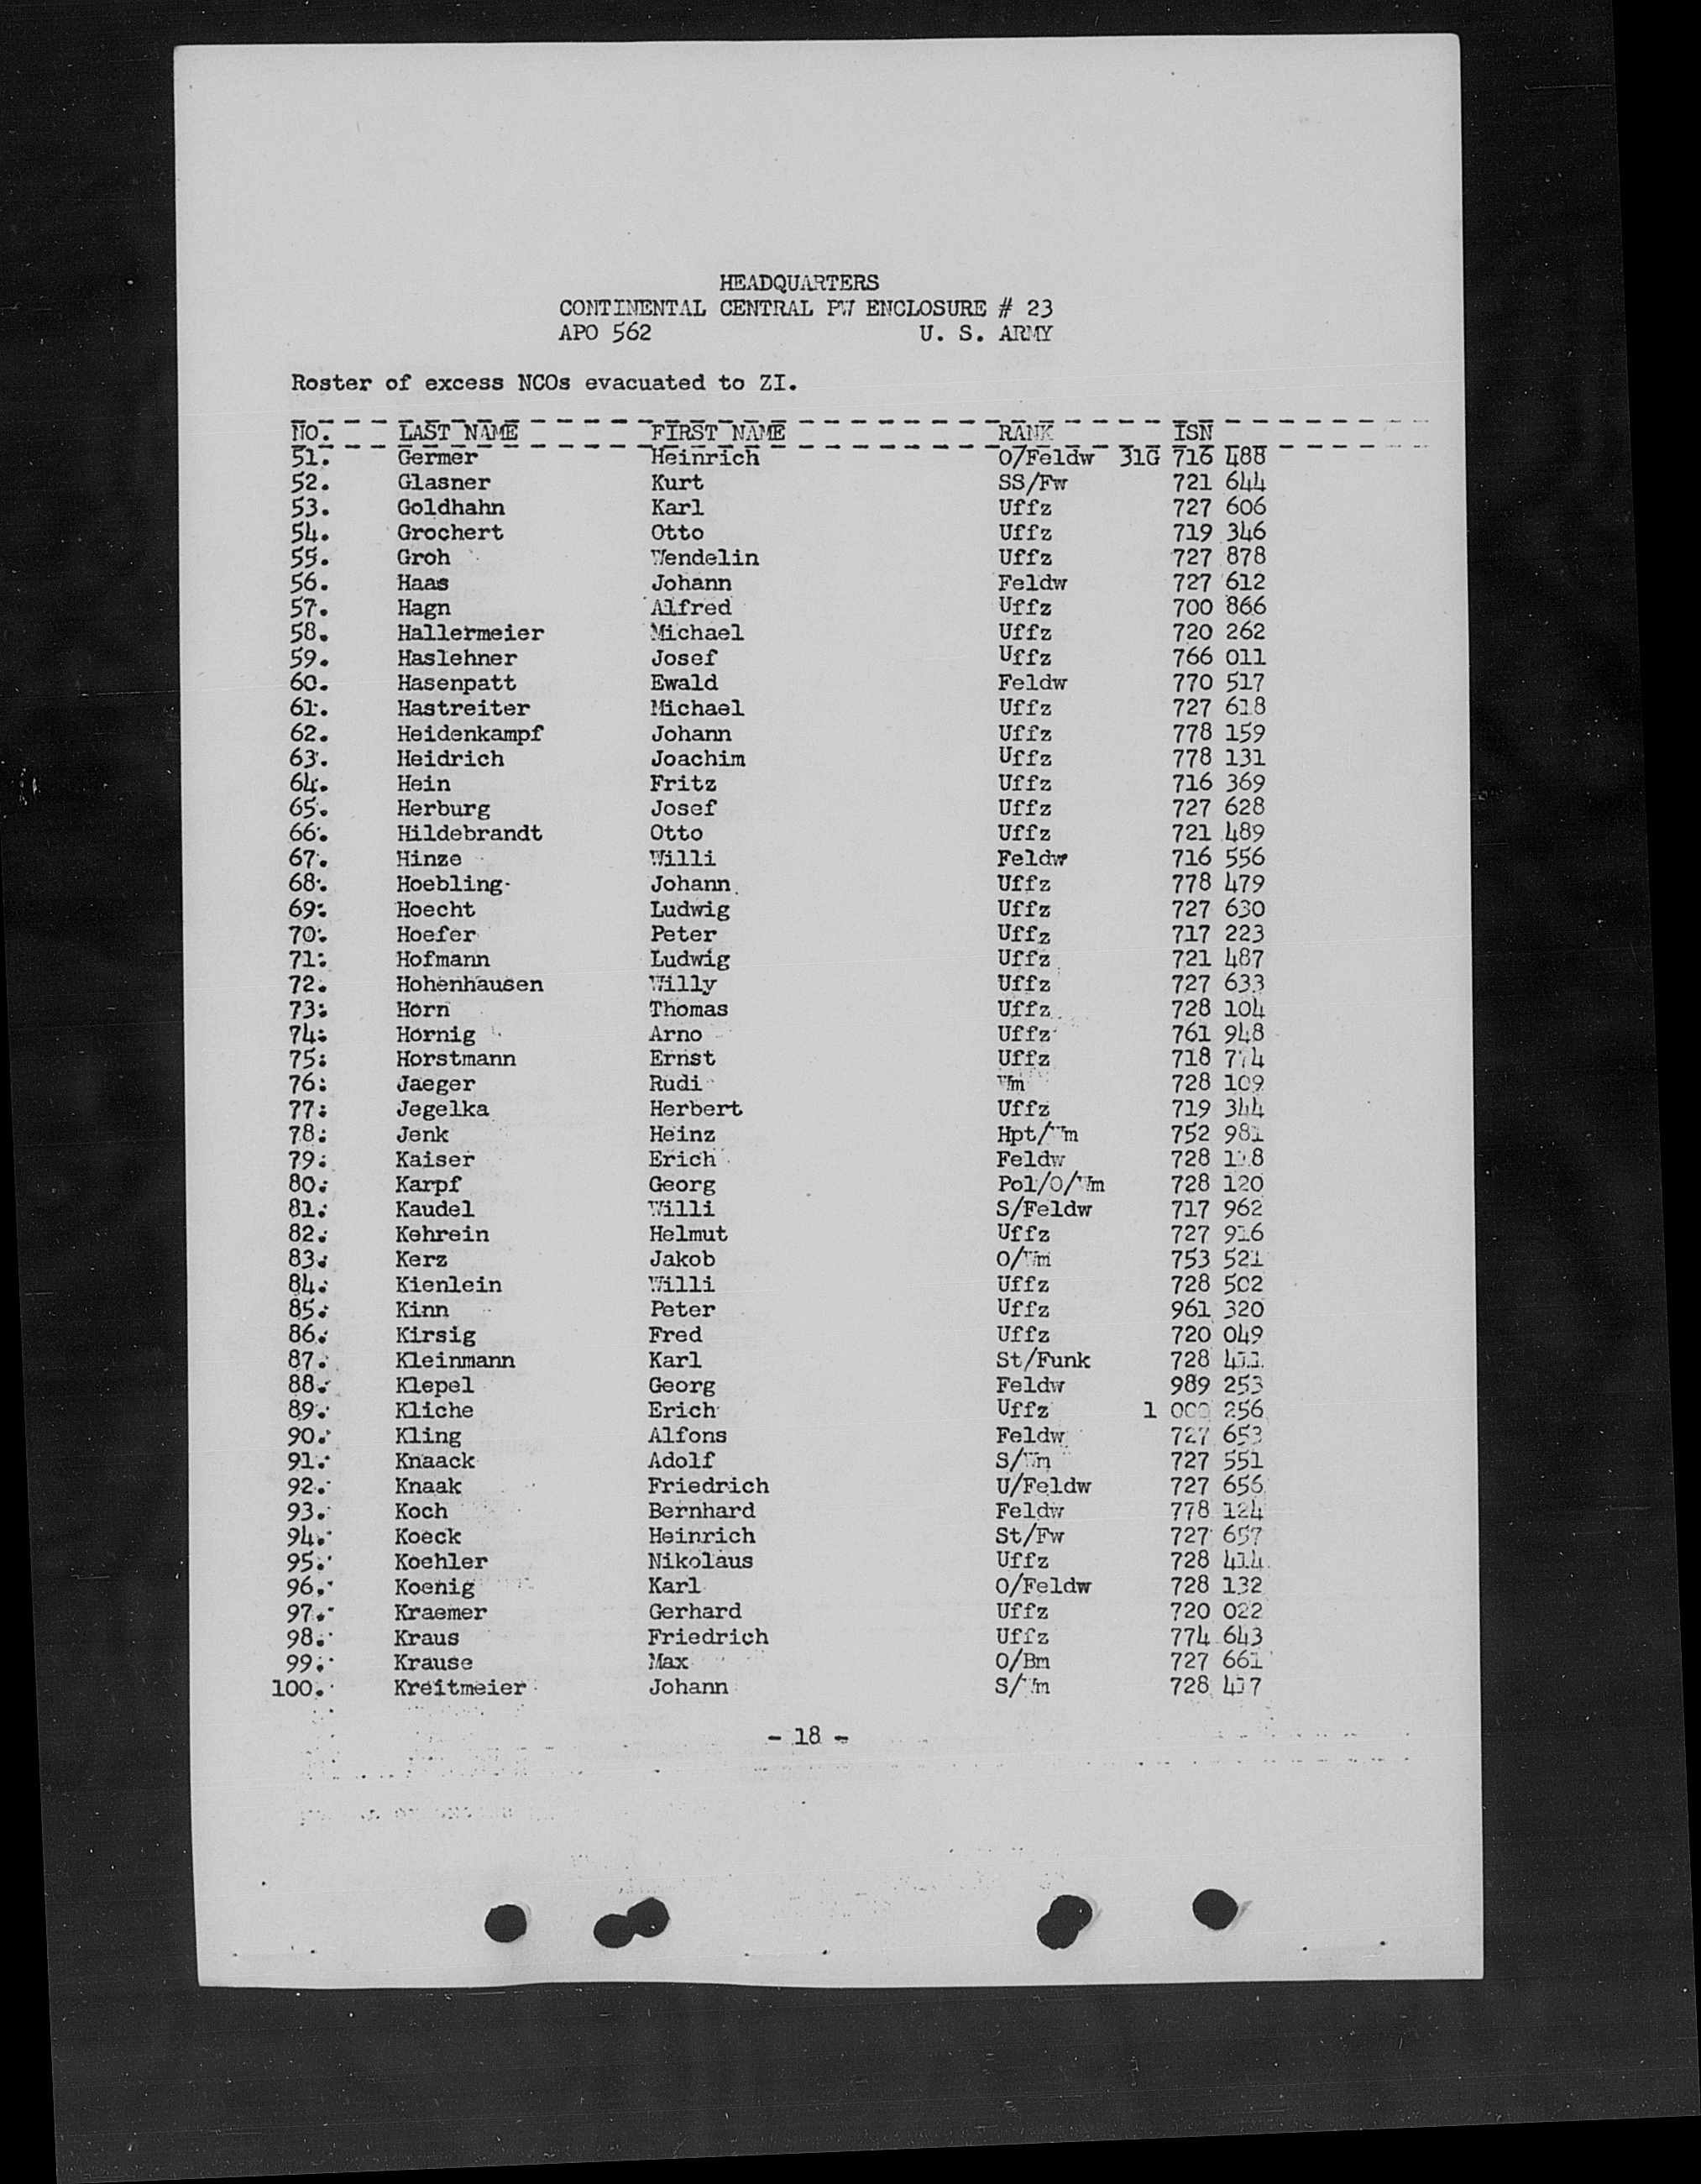 HEADQUARTERS
CONTINENTAL CENTRAL PW ENCLOSURE # 23
APO 562 U. S. ARMY
Roster of excess NCOs evacuated to ZI.
NO. LAST NAME FIRST NAME RANK ISN
51. Germer Heinrich O/Feldw 31G 716 488
52. Glasner Kurt SS/Fw 721 644
53. Goldhahn Karl Uffz 727 606
54. Grochert Otto Uffz 719 346
55. Groh Wendelin Uffz 727 878
56. Haas Johann Feldw 727 612
57. Hagn Alfred Uffz 700 866
58. Hallermeier Michael Uffz 720 262
59. Haslehner Josef Uffz 766 011
60. Hasenpatt Ewald Feldw 770 517
61. Hastreiter Michael Uffz 727 618
62. Heidenkampf Johann Uffz 778 159
63. Heidrich Joachim Uffz 778 131
64. Hein Fritz Uffz 716 369
65. Herburg Josef Uffz 727 628
66. Hildebrandt Otto Uffz 721 489
67. Hinze Willi Feldw 716 556
68. Hoebling Johann Uffz 778 479
69. Hoecht Ludwig Uffz 727 630
70. Hoefer Peter Uffz 717 223
71. Hofmann Ludwig Uffz 721 487
72. Hohenhausen Willy Uffz 727 633
73. Horn Thomas Uffz 728 104
74. Hornig Arno Uffz 761 948
75. Horstmann Ernst Uffz 718 774
76. Jaeger Rudi Wm 728 109
77. Jegelka Herbert Uffz 719 344
78. Jenk Heinz Hpt/Wm 752 981
79. Kaiser Erich Feldw 728
80. Karpf Georg Pol/O/Wm 728 120
81. Kaudel Willi S/Feldw 717 962
82. Kehrein Helmut Uffz 727 916
83. Kerz Jakob O/Wm 753 521
84. Kienlein Willi Uffz 728 502
85. Kinn Peter Uffz 961 320
86. Kirsig Fred Uffz 720 049
87. Kleinmann Karl St/Funk 728
88. Klepel Georg Feldw 989 253
89. Kliche Erich Uffz 1 000 256
90. Kling Alfons Feldw 727 653
91. Knaack Adolf S/Wm 727 551
92. Knaak Friedrich U/Feldw 727 656
93. Koch Bernhard Feldw 778 124
94. Koeck Heinrich St/Fw 727 657
95. Koehler Nikolaus Uffz 728 414
96. Koenig Karl O/Feldw 728 132
97. Kraemer Gerhard Uffz 720 022
98. Kraus Friedrich Uffz 774 643
99. Krause Max O/Bm 727 661
100. Kreitmeier Johann S/Wm 728 417
- 18 -